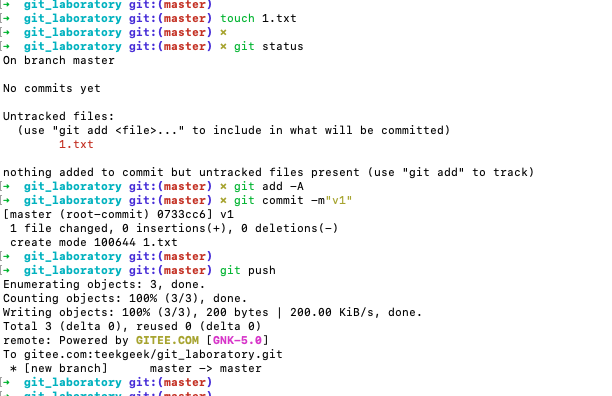 [➜  git_laboratory git:(master)
[➜  git_laboratory git:(master) touch 1.txt
[➜  git_laboratory git:(master) ✗
[➜  git_laboratory git:(master) ✗ git status
On branch master
No commits yet
Untracked files:
  (use "git add <file>..." to include in what will be committed)
        1.txt
nothing added to commit but untracked files present (use "git add" to track)
[➜  git_laboratory git:(master) ✗ git add -A
[➜  git_laboratory git:(master) ✗ git commit -m"v1"
[master (root-commit) 0733cc6] v1
 1 file changed, 0 insertions(+), 0 deletions(-)
 create mode 100644 1.txt
[➜  git_laboratory git:(master)
[➜  git_laboratory git:(master) git push
Enumerating objects: 3, done.
Counting objects: 100% (3/3), done.
Writing objects: 100% (3/3), 200 bytes | 200.00 KiB/s, done.
Total 3 (delta 0), reused 0 (delta 0)
remote: Powered by GITEE.COM [GNK-5.0]
To gitee.com:teekgeek/git_laboratory.git
 * [new branch]      master -> master
[➜  git_laboratory git:(master)
[➜  git_laboratory git:(master)